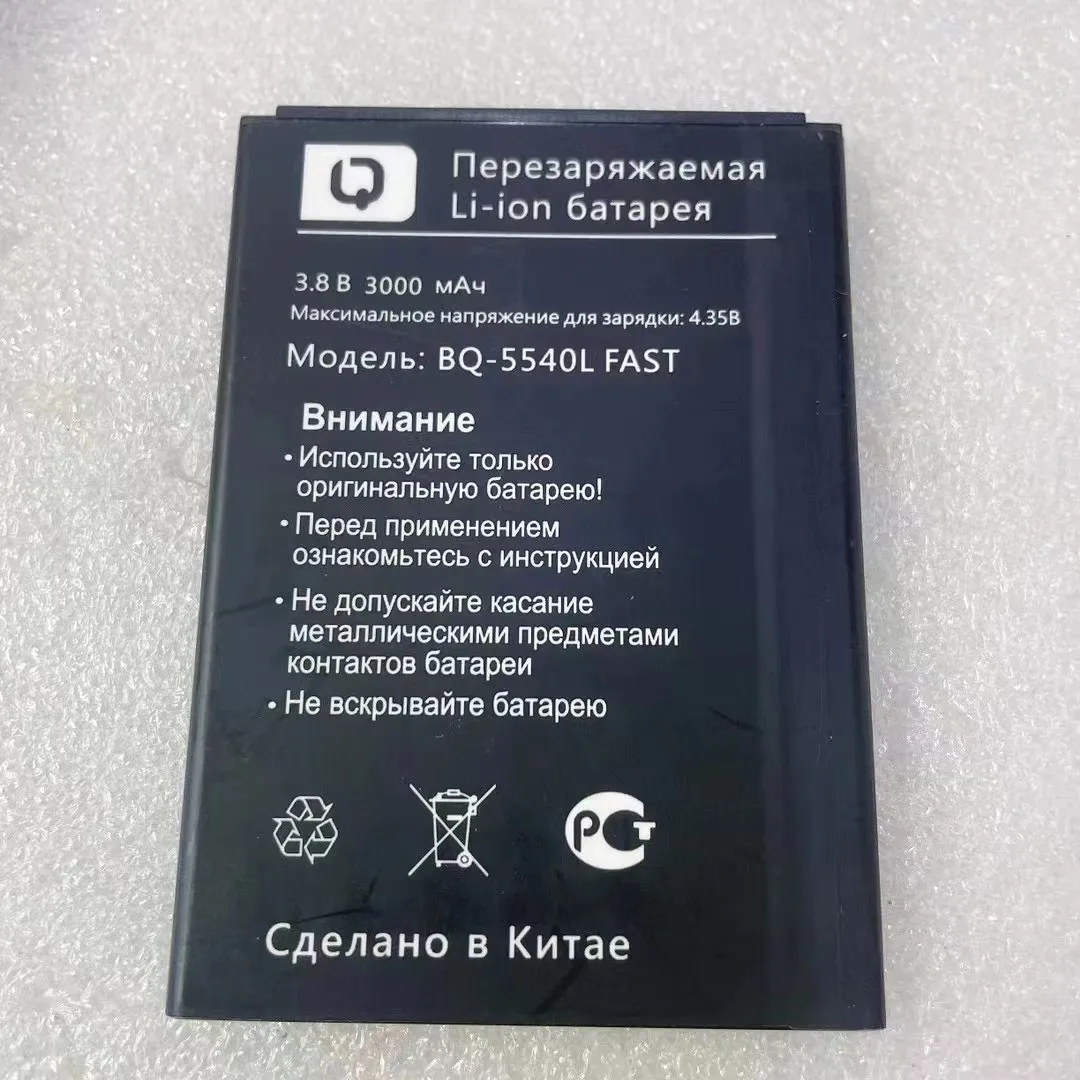 BQ
Перезаряжаемая
Li-ion батарея
3.8 В 3000 мАч
Максимальное напряжение для зарядки: 4.35В
Модель: BQ-5540L FAST
Внимание
• Используйте только
оригинальную батарею!
• Перед применением
ознакомьтесь с инструкцией
• Не допускайте касание
металлическими предметами
контактов батареи
• Не вскрывайте батарею
РСТ
Сделано в Китае